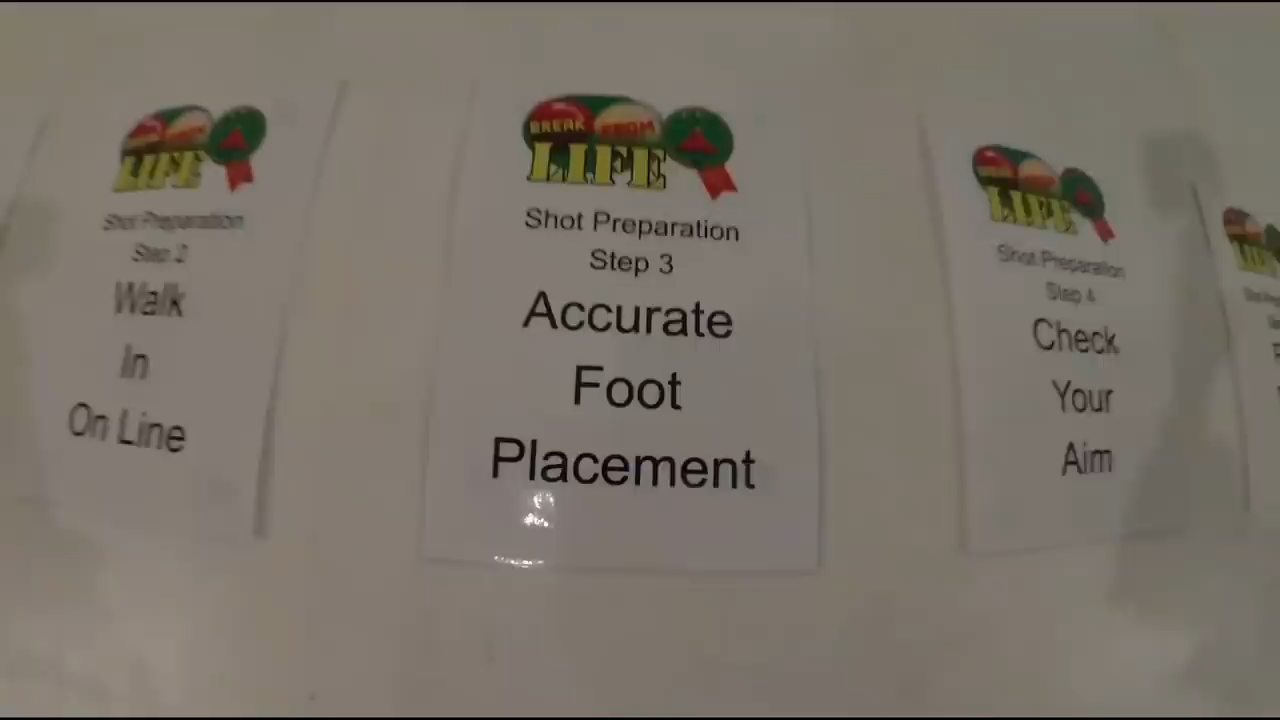 LIFE
Shot Preparation
Step 2
Walk
In
On Line
BREAK FROM
LIFE
Shot Preparation
Step 3
Accurate
Foot
Placement
LIFE
Shot Preparation
Step 4
Check
Your
Aim